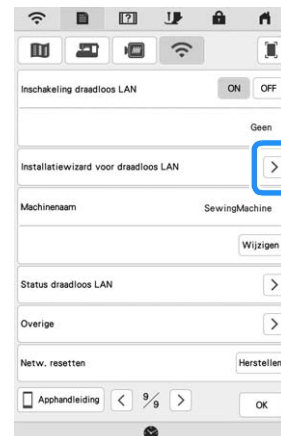 Inschakeling draadloos LAN ON OFF
Geen
Installatiewizard voor draadloos LAN
Machinenaam SewingMachine
Wijzigen
Status draadloos LAN
Overige
Netw. resetten Herstellen
Apphandleiding 9/9 OK